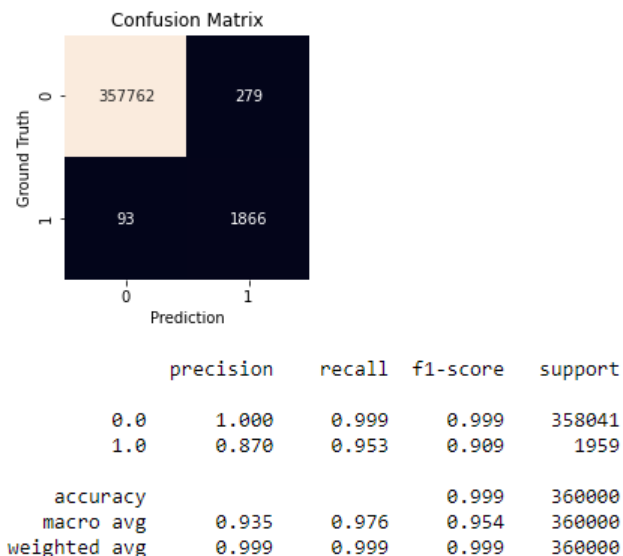 Confusion Matrix
Ground Truth
0
357762 279
1
93 1866
0 1
Prediction
precision recall f1-score support
0.0 1.000 0.999 0.999 358041
1.0 0.870 0.953 0.909 1959
accuracy 0.999 360000
macro avg 0.935 0.976 0.954 360000
weighted avg 0.999 0.999 0.999 360000